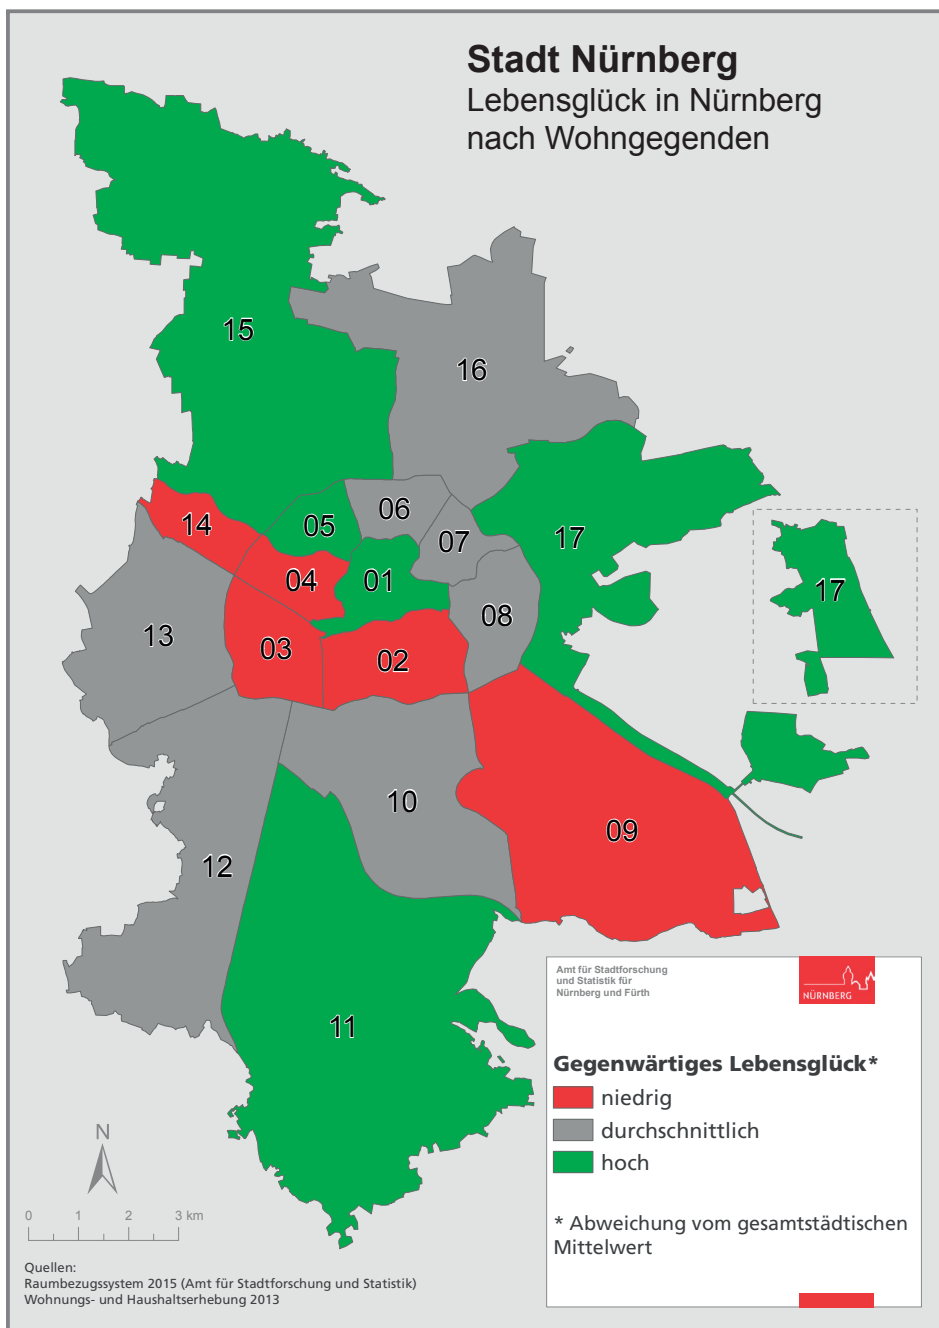 Stadt Nürnberg
Lebensglück in Nürnberg
nach Wohngegenden
15
16
14
05
06
07
17
04
01
08
17
13
03
02
10
09
12
11
Amt für Stadtforschung
und Statistik für
Nürnberg und Fürth
NÜRNBERG
Gegenwärtiges Lebensglück*
niedrig
durchschnittlich
hoch
* Abweichung vom gesamtstädtischen
Mittelwert
N
0 1 2 3 km
Quellen:
Raumbezugssystem 2015 (Amt für Stadtforschung und Statistik)
Wohnungs- und Haushaltserhebung 2013